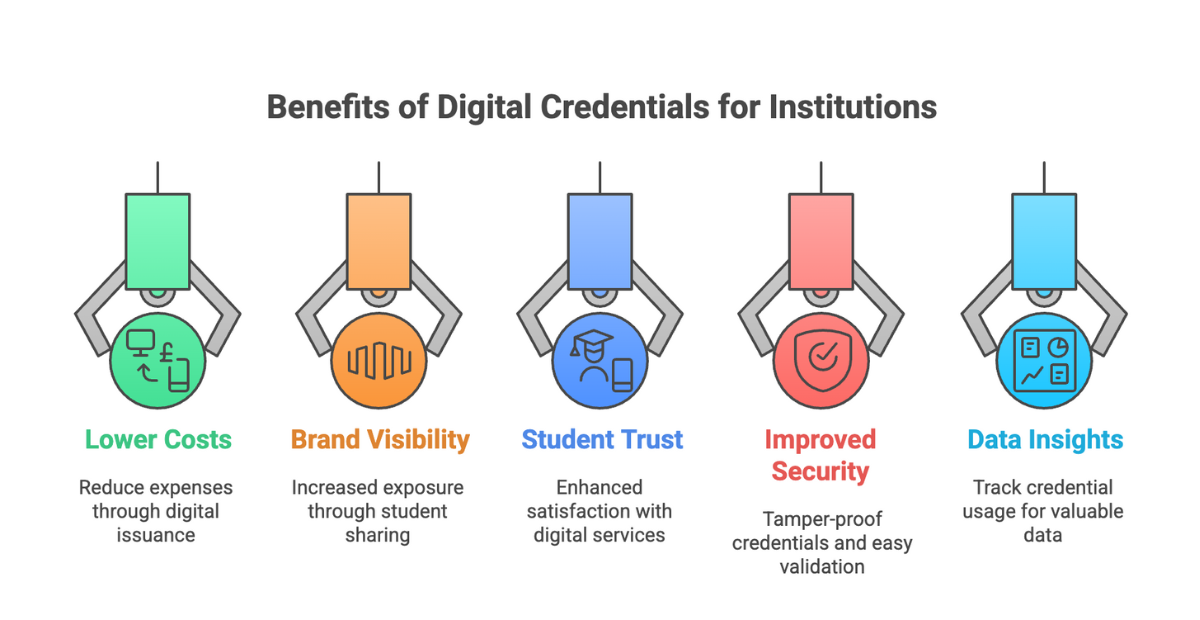 Benefits of Digital Credentials for Institutions
£
Lower Costs
Reduce expenses
through digital
issuance
Brand Visibility
Increased exposure
through student
sharing
Student Trust
Enhanced
satisfaction with
digital services
Improved
Security
Tamper-proof
credentials and easy
validation
Data Insights
Track credential
usage for valuable
data